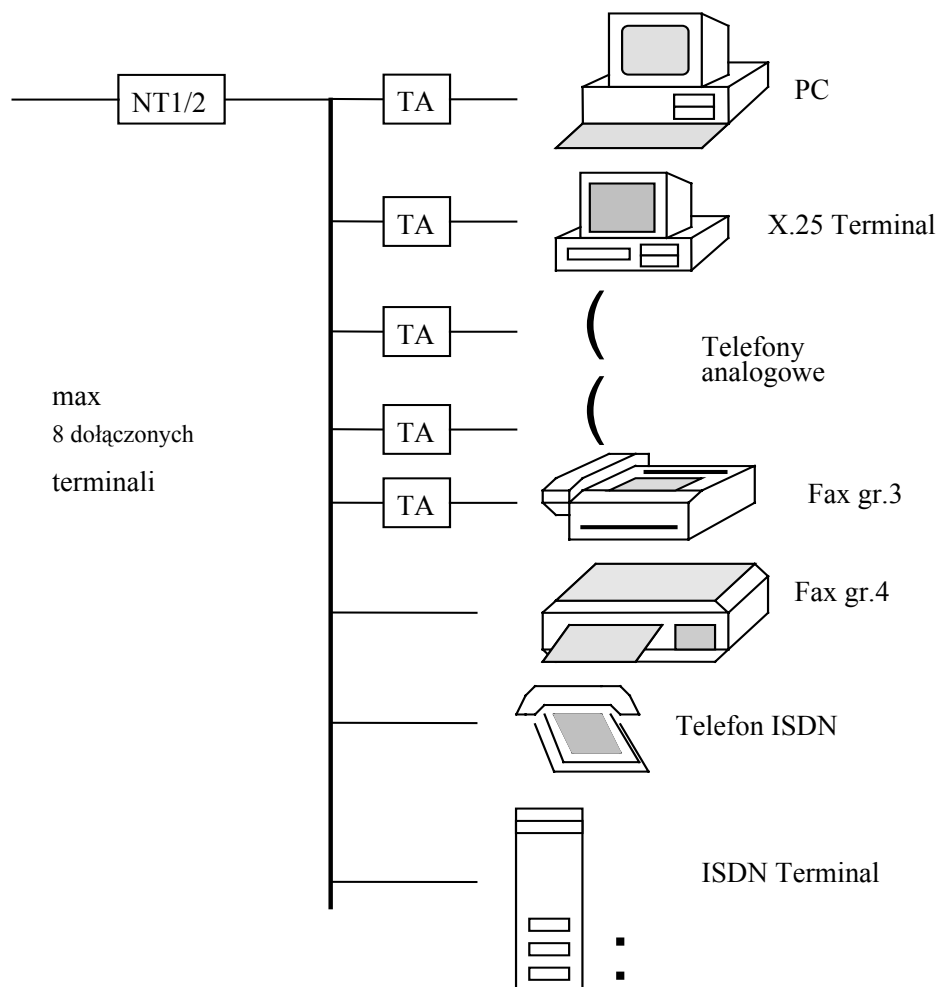 NT1/2
TA
PC
TA
X.25 Terminal
TA
Telefony
analogowe
max
8 dołączonych
terminali
TA
TA
Fax gr.3
Fax gr.4
Telefon ISDN
ISDN Terminal